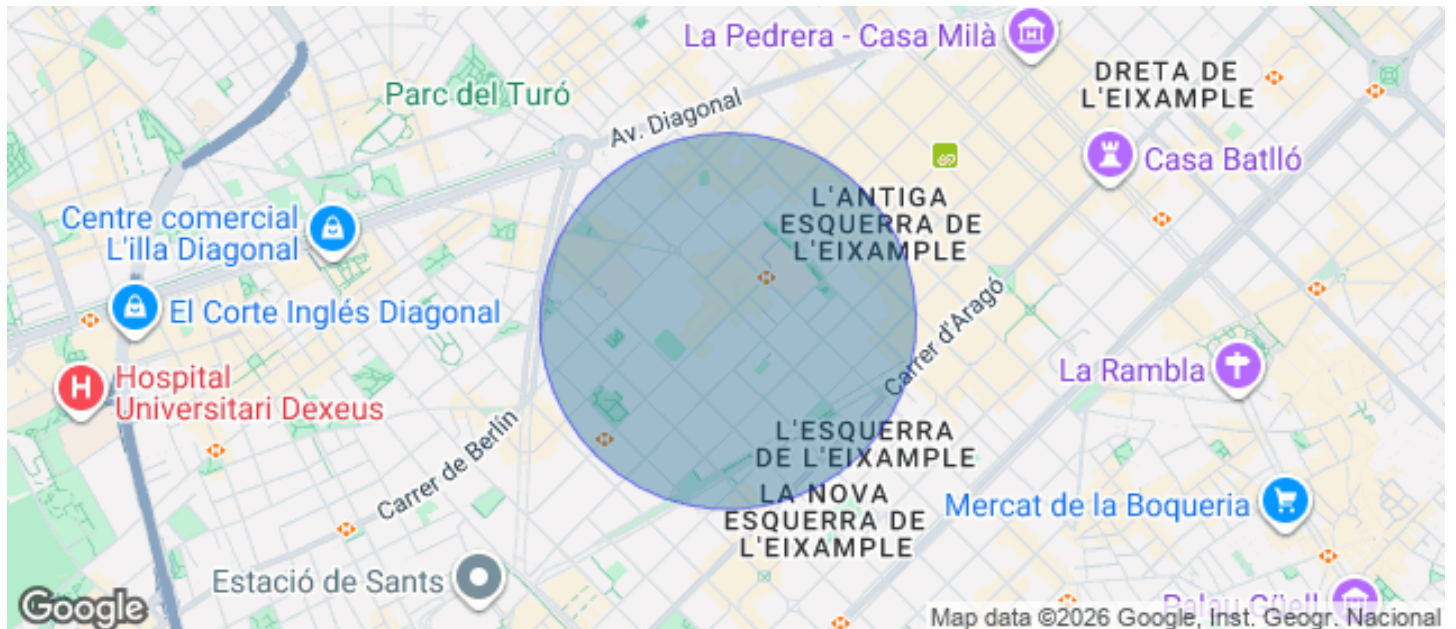 La Pedrera - Casa Milà
DRETA DE
L'EIXAMPLE
Parc del Turó
Av. Diagonal
Casa Batlló
L'ANTIGA
ESQUERRA DE
L'EIXAMPLE
Centre comercial
L'illa Diagonal
El Corte Inglés Diagonal
Carrer d'Aragó
La Rambla
H
Hospital
Universitari Dexeus
L'ESQUERRA
DE L'EIXAMPLE
Carrer de Berlín
LA NOVA
ESQUERRA DE
L'EIXAMPLE
Mercat de la Boqueria
Estació de Sants
Palau Güell
Google
Map data ©2026 Google, Inst. Geogr. Nacional